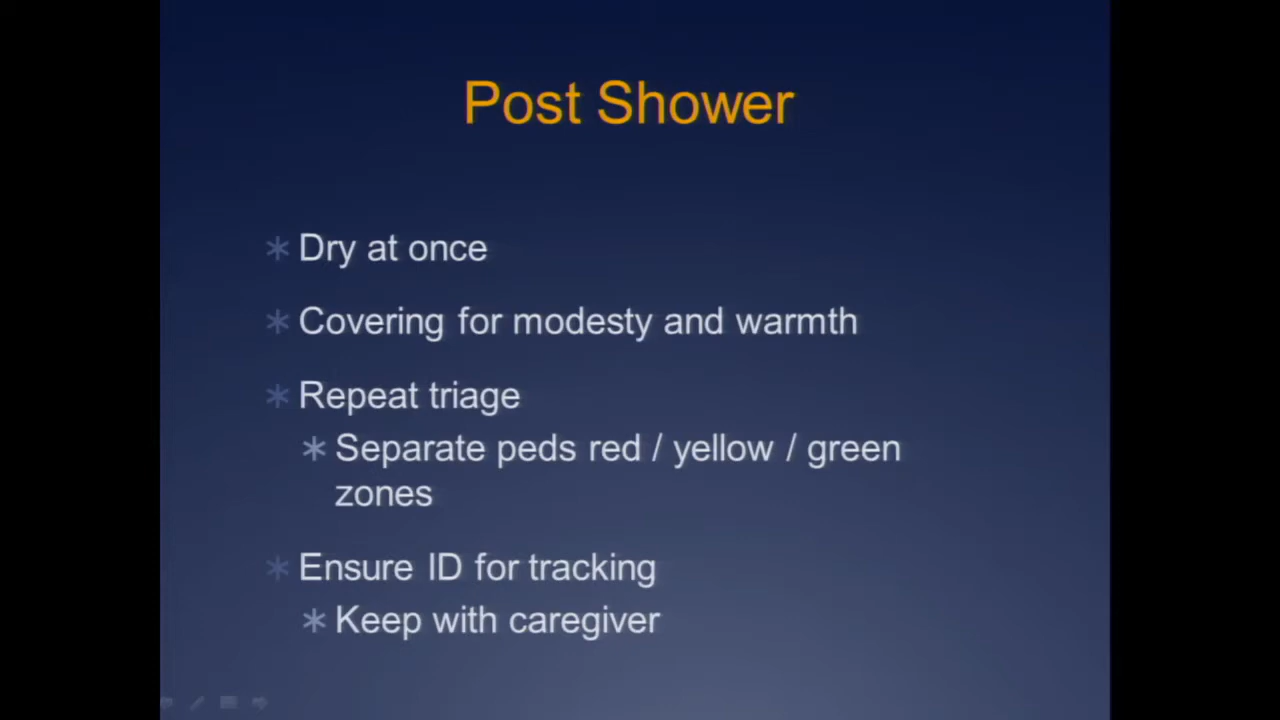 Post Shower
Dry at once
Covering for modesty and warmth
Repeat triage
Separate peds red / yellow / green
zones
Ensure ID for tracking
Keep with caregiver